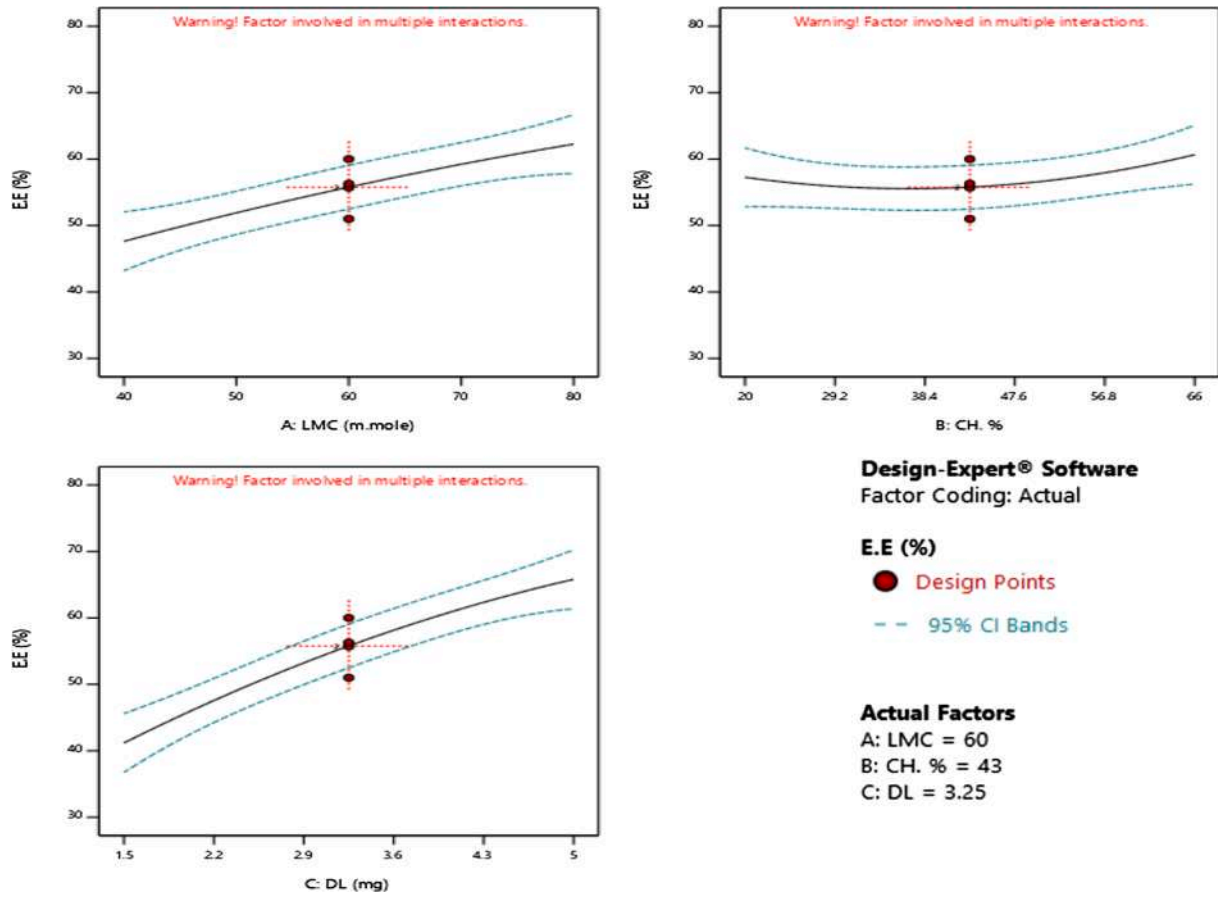 Warning! Factor involved in multiple interactions.
80
70
60
50
40
30
E.E (%)
40 50 60 70 80
A: LMC (m.mole)
Warning! Factor involved in multiple interactions.
80
70
60
50
40
30
E.E (%)
20 29.2 38.4 47.6 56.8 66
B: CH. %
Warning! Factor involved in multiple interactions.
80
70
60
50
40
30
E.E (%)
1.5 2.2 2.9 3.6 4.3 5
C: DL (mg)
Design-Expert® Software
Factor Coding: Actual
E.E (%)
Design Points
95% CI Bands
Actual Factors
A: LMC = 60
B: CH. % = 43
C: DL = 3.25